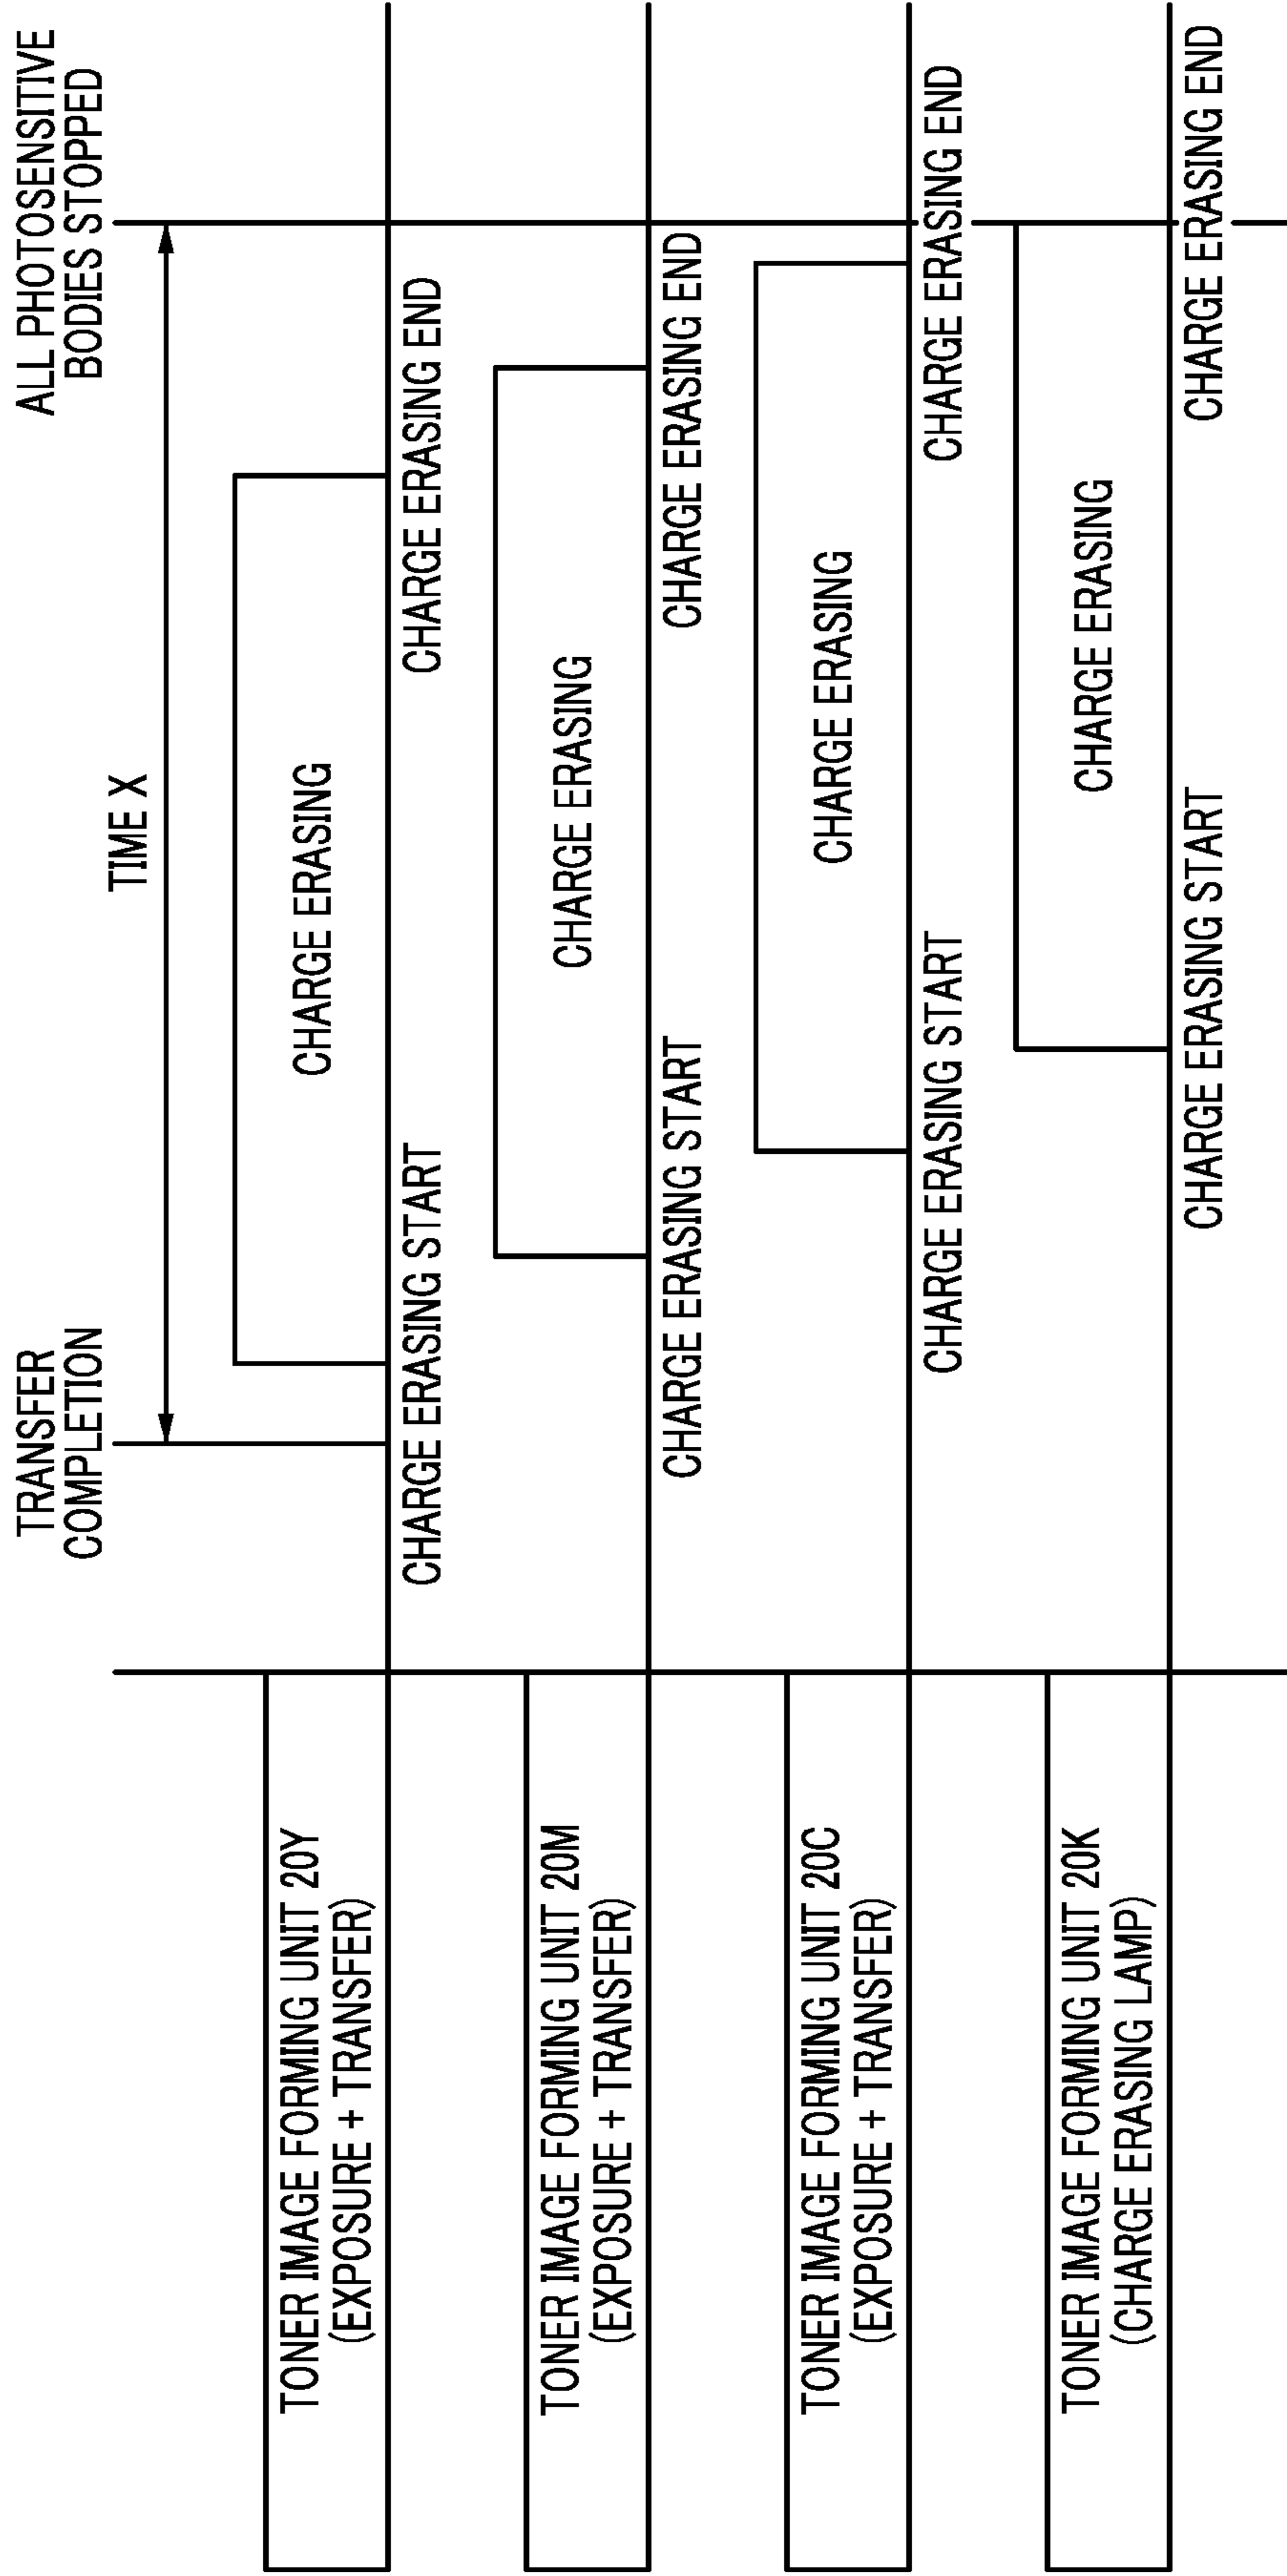 TRANSFER
COMPLETION
ALL PHOTOSENSITIVE
BODIES STOPPED
TIME X
TONER IMAGE FORMING UNIT 20Y
(EXPOSURE + TRANSFER)
CHARGE ERASING
CHARGE ERASING START
CHARGE ERASING END
TONER IMAGE FORMING UNIT 20M
(EXPOSURE + TRANSFER)
CHARGE ERASING
CHARGE ERASING START
CHARGE ERASING END
TONER IMAGE FORMING UNIT 20C
(EXPOSURE + TRANSFER)
CHARGE ERASING
CHARGE ERASING START
CHARGE ERASING END
TONER IMAGE FORMING UNIT 20K
(CHARGE ERASING LAMP)
CHARGE ERASING
CHARGE ERASING START
CHARGE ERASING END